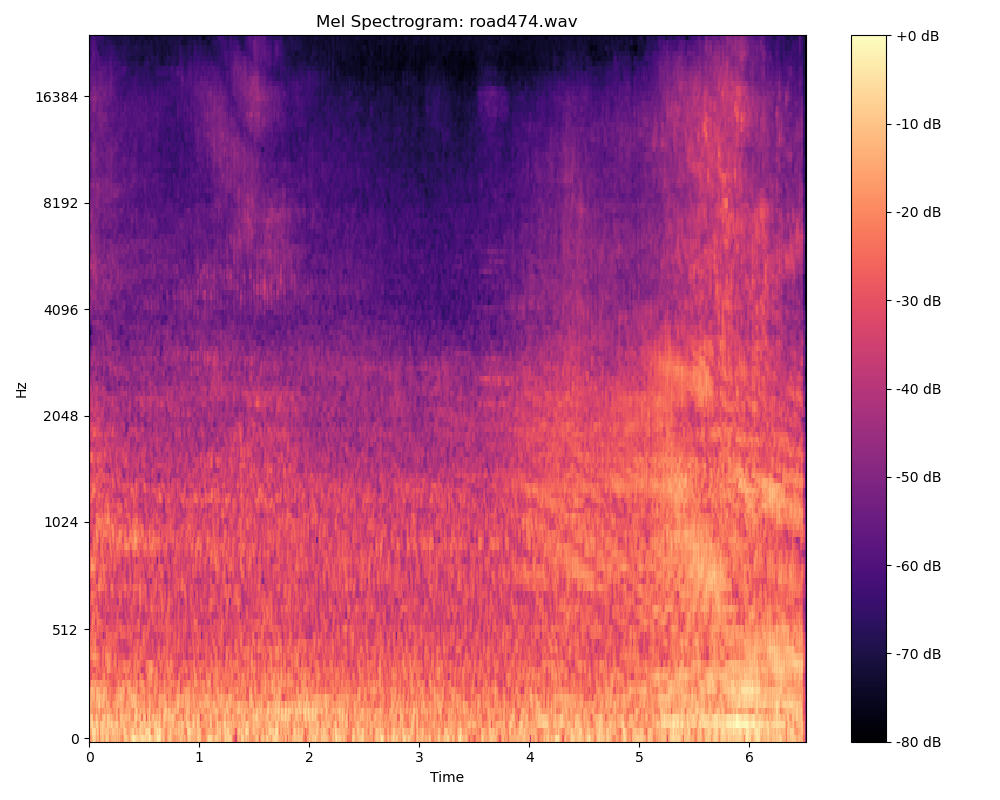 Mel Spectrogram: road474.wav
Hz
16384
8192
4096
2048
1024
512
0
0 1 2 3 4 5 6
Time
+0 dB
-10 dB
-20 dB
-30 dB
-40 dB
-50 dB
-60 dB
-70 dB
-80 dB